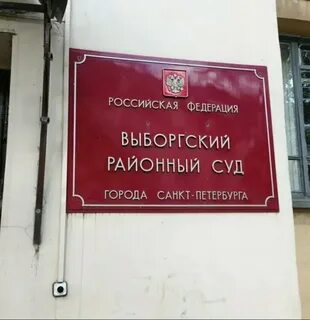 РОССИЙСКАЯ ФЕДЕРАЦИЯ
ВЫБОРГСКИЙ
РАЙОННЫЙ СУД
ГОРОДА САНКТ-ПЕТЕРБУРГА